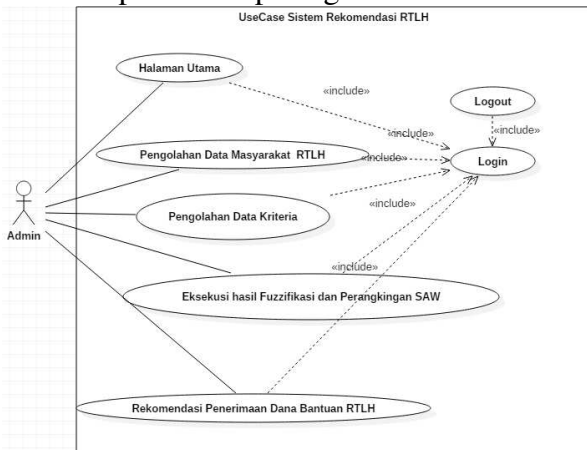 UseCase Sistem Rekomendasi RTLH
Halaman Utama
«include»
Logout
«include»
«include»
Pengolahan Data Masyarakat RTLH
«include»
Login
Pengolahan Data Kriteria
«include»
Admin
«include»
Eksekusi hasil Fuzzifikasi dan Perangkingan SAW
Rekomendasi Penerimaan Dana Bantuan RTLH